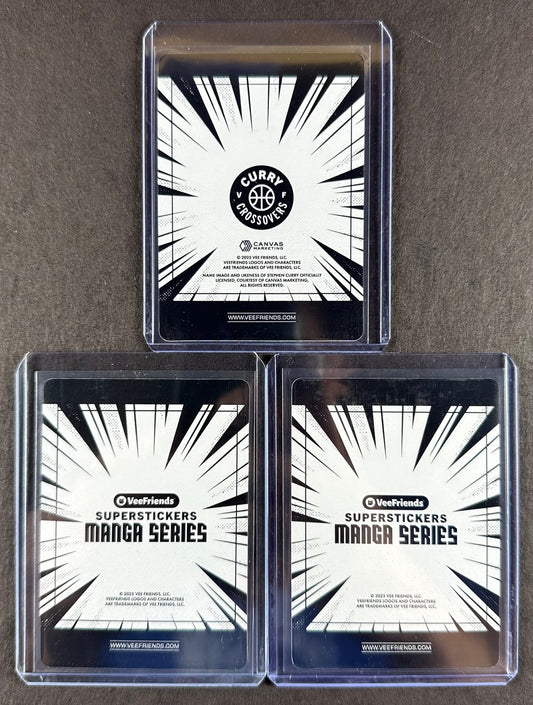 CURRY
V F
CROSSOVERS
CANVAS
MARKETING
© 2025 VEE FRIENDS, LLC.
VEEFRIENDS LOGOS AND CHARACTERS
ARE TRADEMARKS OF VEE FRIENDS, LLC.
NAME IMAGE AND LIKENESS OF STEPHEN CURRY OFFICIALLY
LICENSED, COURTESY OF CANVAS MARKETING.
ALL RIGHTS RESERVED.
WWW.VEEFRIENDS.COM
VeeFriends
SUPERSTICKERS
MANGA SERIES
© 2025 VEE FRIENDS, LLC.
VEEFRIENDS LOGOS AND CHARACTERS
ARE TRADEMARKS OF VEE FRIENDS, LLC.
WWW.VEEFRIENDS.COM
VeeFriends
SUPERSTICKERS
MANGA SERIES
© 2025 VEE FRIENDS, LLC.
VEEFRIENDS LOGOS AND CHARACTERS
ARE TRADEMARKS OF VEE FRIENDS, LLC.
WWW.VEEFRIENDS.COM